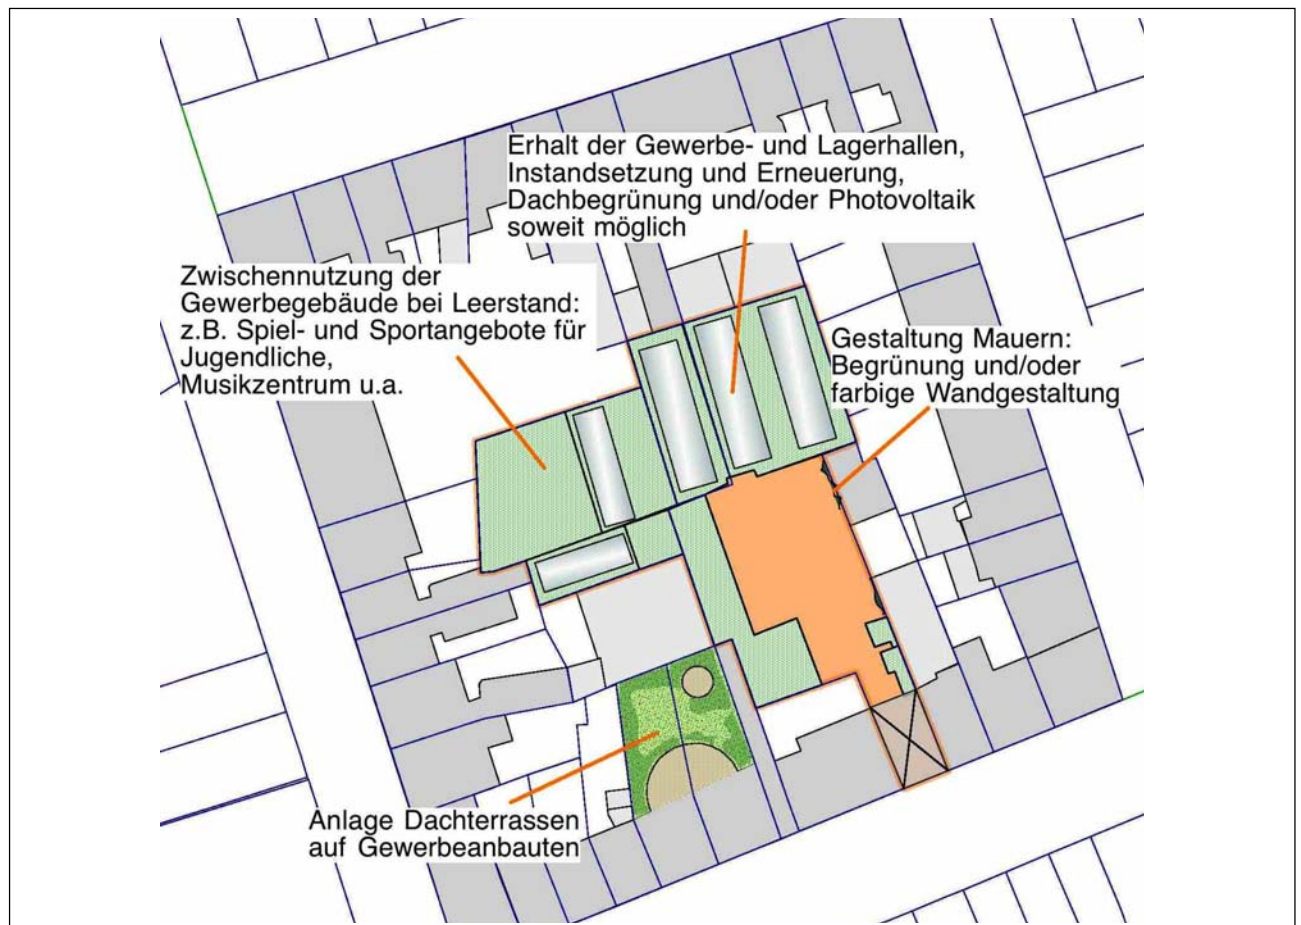 Erhalt der Gewerbe- und Lagerhallen,
Instandsetzung und Erneuerung,
Dachbegrünung und/oder Photovoltaik
soweit möglich
Zwischennutzung der
Gewerbegebäude bei Leerstand:
z.B. Spiel- und Sportangebote für
Jugendliche,
Musikzentrum u.a.
Gestaltung Mauern:
Begrünung und/oder
farbige Wandgestaltung
Anlage Dachterrassen
auf Gewerbeanbauten